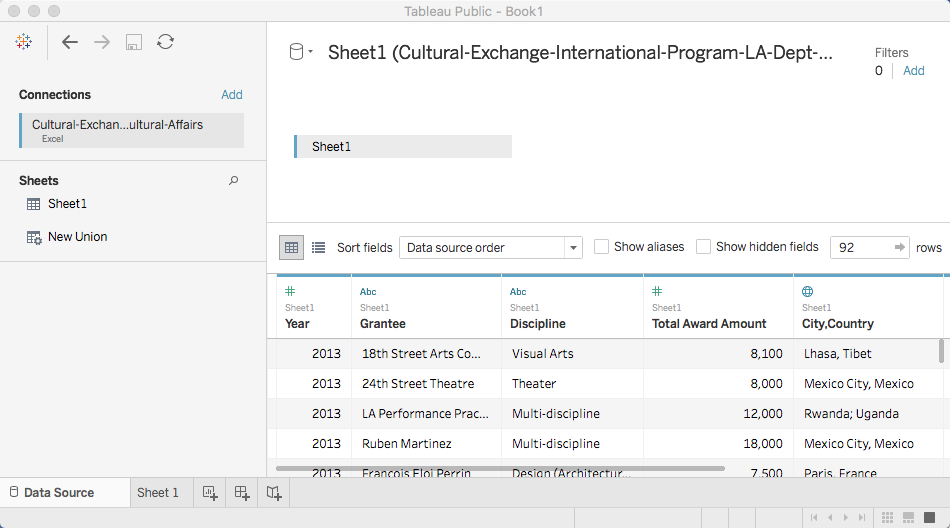 Tableau Public - Book1
Connections Add
Cultural-Exchan...ultural-Affairs
Excel
Sheets
Sheet1
New Union
Sheet1 (Cultural-Exchange-International-Program-LA-Dept-...
Filters
0 Add
Sheet1
Sort fields Data source order Show aliases Show hidden fields 92 rows
# Abc Abc #
Sheet1 Sheet1 Sheet1 Sheet1 Sheet1
Year Grantee Discipline Total Award Amount City,Country
2013 18th Street Arts Co... Visual Arts 8,100 Lhasa, Tibet
2013 24th Street Theatre Theater 8,000 Mexico City, Mexico
2013 LA Performance Prac... Multi-discipline 12,000 Rwanda; Uganda
2013 Ruben Martinez Multi-discipline 18,000 Mexico City, Mexico
2013 Francois Eloi Perrin Design (Architectur... 7,500 Paris, France
Data Source Sheet 1